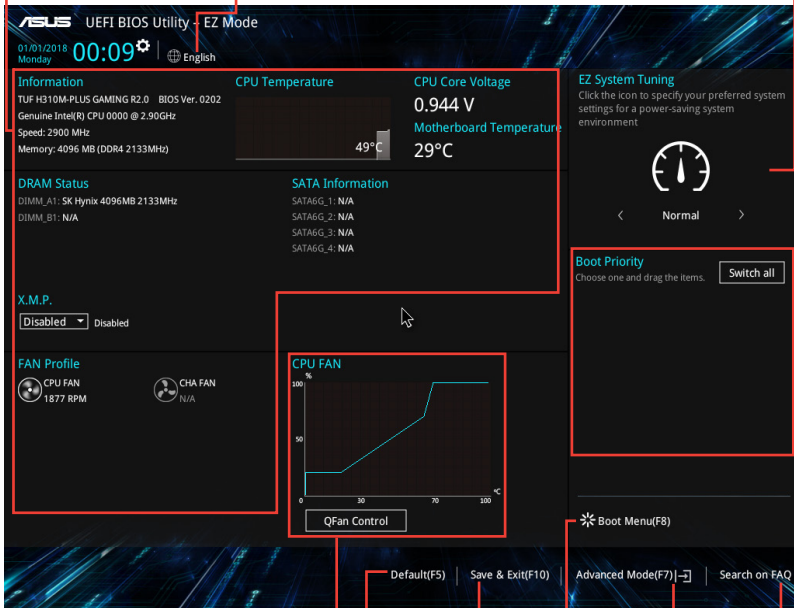 ASUS UEFI BIOS Utility – EZ Mode
01/01/2018
Monday
00:09
English
Information
TUF H310M-PLUS GAMING R2.0 BIOS Ver. 0202
Genuine Intel(R) CPU 0000 @ 2.90GHz
Speed: 2900 MHz
Memory: 4096 MB (DDR4 2133MHz)
CPU Temperature
49°C
CPU Core Voltage
0.944 V
Motherboard Temperature
29°C
EZ System Tuning
Click the icon to specify your preferred system
settings for a power-saving system
environment
< Normal >
DRAM Status
DIMM_A1: SK Hynix 4096MB 2133MHz
DIMM_B1: N/A
SATA Information
SATA6G_1: N/A
SATA6G_2: N/A
SATA6G_3: N/A
SATA6G_4: N/A
Boot Priority
Choose one and drag the items.
Switch all
X.M.P.
Disabled Disabled
FAN Profile
CPU FAN
1877 RPM
CHA FAN
N/A
CPU FAN
%
100
50
0 30 70 100
°C
QFan Control
Boot Menu(F8)
Default(F5) | Save & Exit(F10) | Advanced Mode(F7) | Search on FAQ